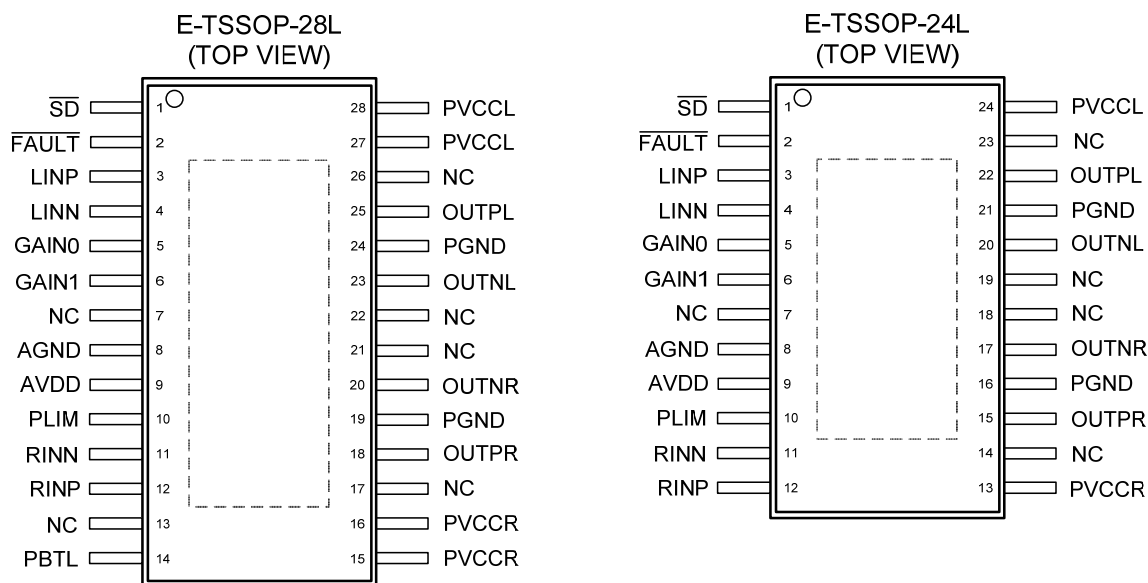 E-TSSOP-28L
(TOP VIEW)
SD 1 28 PVCCL
FAULT 2 27 PVCCL
LINP 3 26 NC
LINN 4 25 OUTPL
GAIN0 5 24 PGND
GAIN1 6 23 OUTNL
NC 7 22 NC
AGND 8 21 NC
AVDD 9 20 OUTNR
PLIM 10 19 PGND
RINN 11 18 OUTPR
RINP 12 17 NC
NC 13 16 PVCCR
PBTL 14 15 PVCCR
E-TSSOP-24L
(TOP VIEW)
SD 1 24 PVCCL
FAULT 2 23 NC
LINP 3 22 OUTPL
LINN 4 21 PGND
GAIN0 5 20 OUTNL
GAIN1 6 19 NC
NC 7 18 NC
AGND 8 17 OUTNR
AVDD 9 16 PGND
PLIM 10 15 OUTPR
RINN 11 14 NC
RINP 12 13 PVCCR